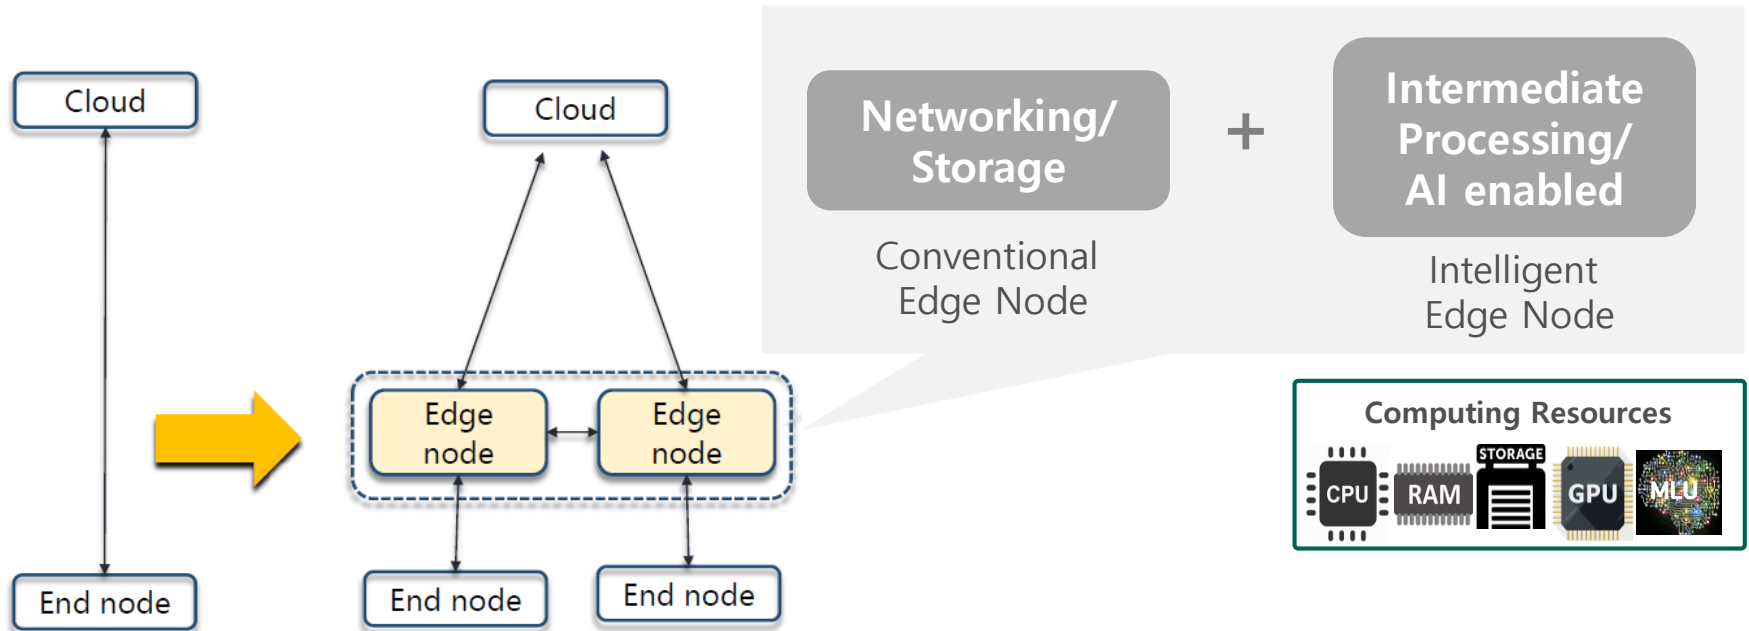 Cloud
End node
Cloud
Edge
node
Edge
node
End node
End node
Networking/
Storage
+
Intermediate
Processing/
AI enabled
Conventional
Edge Node
Intelligent
Edge Node
Computing Resources
CPU
RAM
STORAGE
GPU
MLU